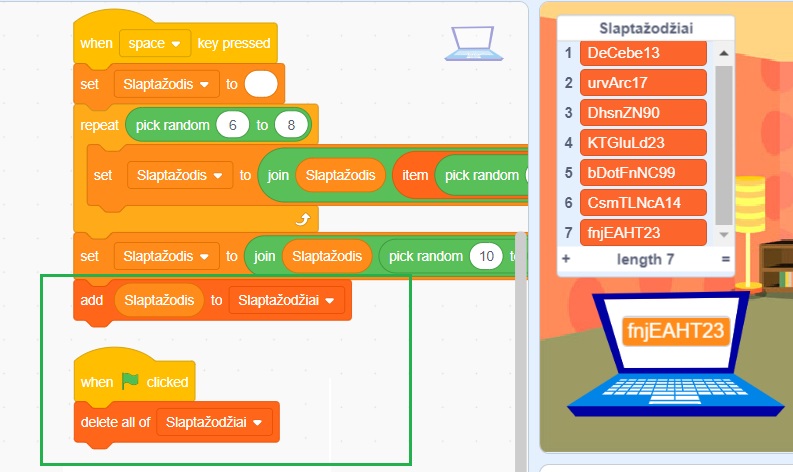 when space key pressed
set Slaptažodis to
repeat pick random 6 to 8
set Slaptažodis to join Slaptažodis item pick random
set Slaptažodis to join Slaptažodis pick random 10 to
add Slaptažodis to Slaptažodžiai
when clicked
delete all of Slaptažodžiai
Slaptažodžiai
1 DeCebe13
2 urvArc17
3 DhsnZN90
4 KTGIuLd23
5 bDotFnNC99
6 CsmTLNcA14
7 fnjEAHT23
+ length 7 =
fnjEAHT23